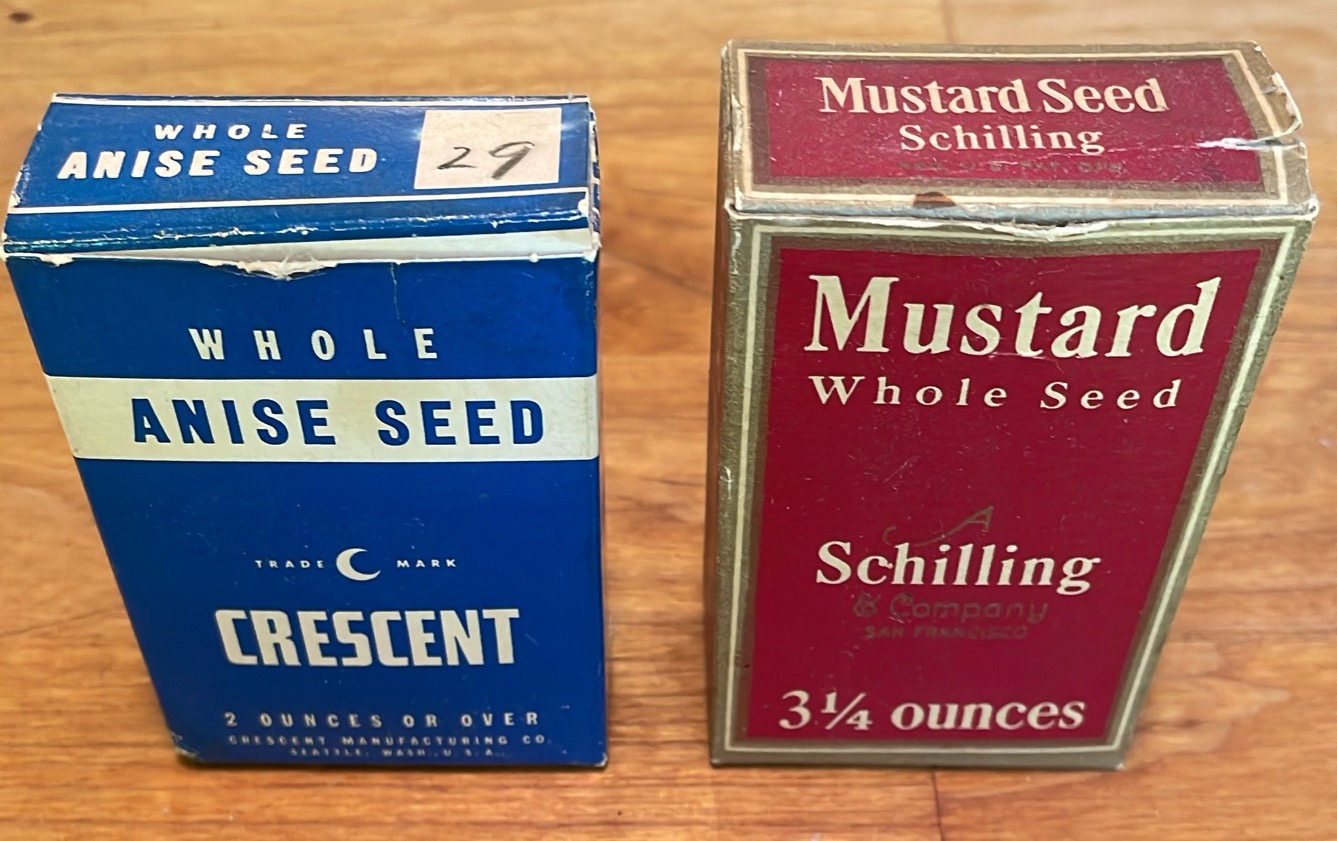 WHOLE
ANISE SEED
29
WHOLE
ANISE SEED
TRADE MARK
CRESCENT
2 OUNCES OR OVER
CRESCENT MANUFACTURING CO.
SEATTLE, WASH., U.S.A.
Mustard Seed
Schilling
Mustard
Whole Seed
A
Schilling
& Company
SAN FRANCISCO
3¼ ounces